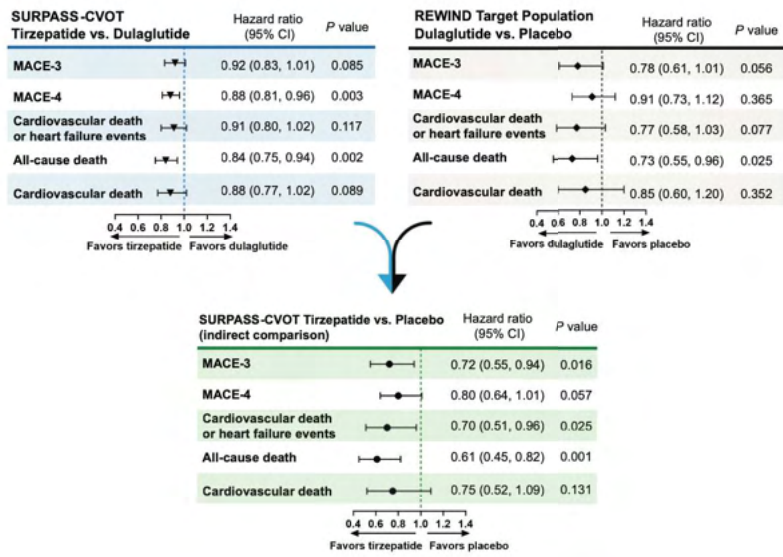 SURPASS-CVOT
Tirzepatide vs. Dulaglutide
Hazard ratio
(95% CI)
P value
MACE-3 0.92 (0.83, 1.01) 0.085
MACE-4 0.88 (0.81, 0.96) 0.003
Cardiovascular death
or heart failure events 0.91 (0.80, 1.02) 0.117
All-cause death 0.84 (0.75, 0.94) 0.002
Cardiovascular death 0.88 (0.77, 1.02) 0.089
0.4 0.6 0.8 1.0 1.2 1.4
Favors tirzepatide Favors dulaglutide
REWIND Target Population
Dulaglutide vs. Placebo
Hazard ratio
(95% CI)
P value
MACE-3 0.78 (0.61, 1.01) 0.056
MACE-4 0.91 (0.73, 1.12) 0.365
Cardiovascular death
or heart failure events 0.77 (0.58, 1.03) 0.077
All-cause death 0.73 (0.55, 0.96) 0.025
Cardiovascular death 0.85 (0.60, 1.20) 0.352
0.4 0.6 0.8 1.0 1.2 1.4
Favors dulaglutide Favors placebo
SURPASS-CVOT Tirzepatide vs. Placebo
(indirect comparison)
Hazard ratio
(95% CI)
P value
MACE-3 0.72 (0.55, 0.94) 0.016
MACE-4 0.80 (0.64, 1.01) 0.057
Cardiovascular death
or heart failure events 0.70 (0.51, 0.96) 0.025
All-cause death 0.61 (0.45, 0.82) 0.001
Cardiovascular death 0.75 (0.52, 1.09) 0.131
0.4 0.6 0.8 1.0 1.2 1.4
Favors tirzepatide Favors placebo